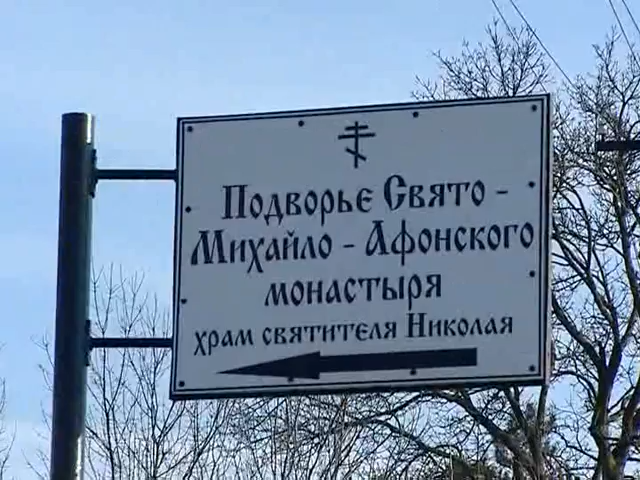 Подворье Свято -
Михайло - Афонского
монастыря
храм святителя Николая